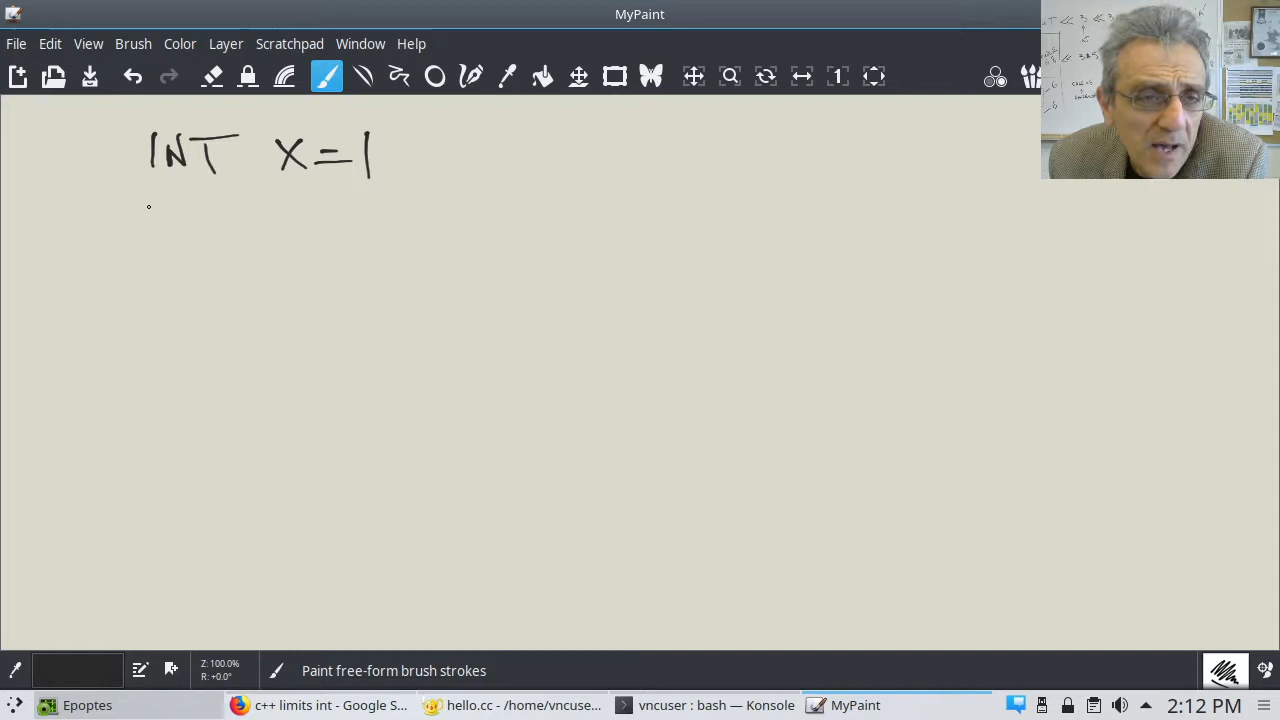 MyPaint
File Edit View Brush Color Layer Scratchpad Window Help
INT X=1
Z: 100.0%
R: +0.0°
Paint free-form brush strokes
Epoptes
c++ limits int - Google S...
hello.cc - /home/vncuse...
vncuser : bash — Konsole
MyPaint
2:12 PM